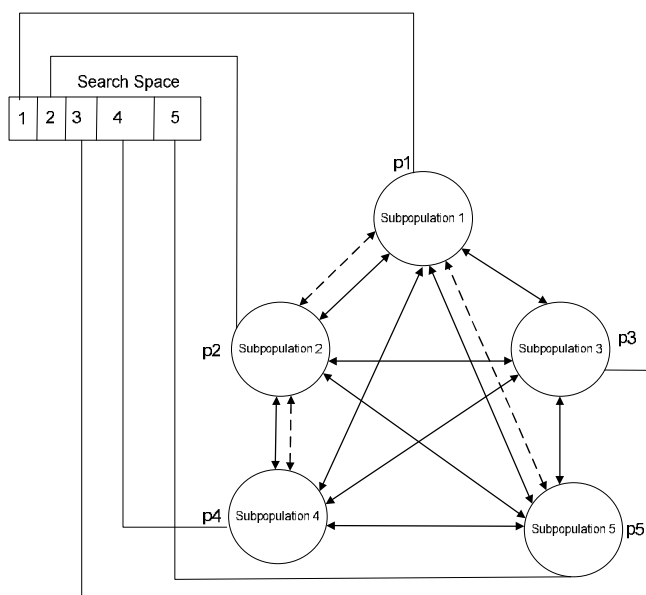 Search Space
1 2 3 4 5
p1
Subpopulation 1
p2
Subpopulation 2
Subpopulation 3
p3
p4
Subpopulation 4
Subpopulation 5
p5